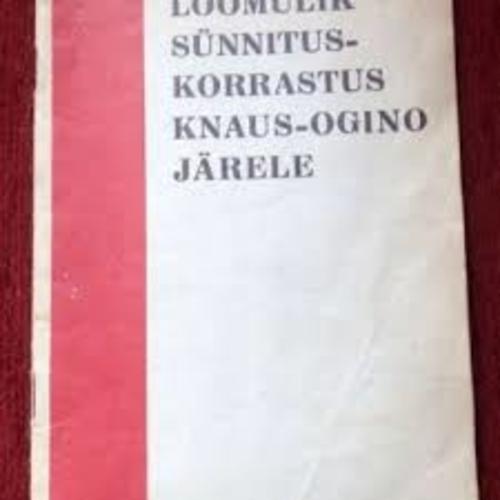 LOOMULIK
SÜNNITUS-
KORRASTUS
KNAUS-OGINO
JÄRELE